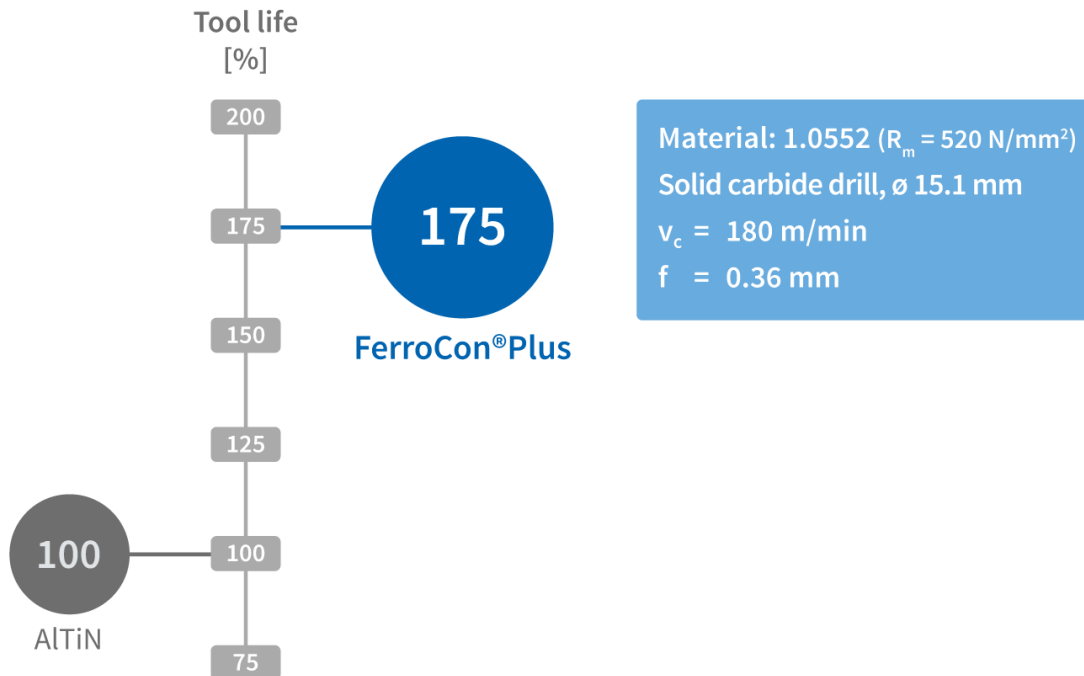 Tool life
[%]
200
175
150
125
100
75
175
FerroCon®Plus
100
AlTiN
Material: 1.0552 (Rₘ = 520 N/mm²)
Solid carbide drill, ø 15.1 mm
v꜀ = 180 m/min
f = 0.36 mm